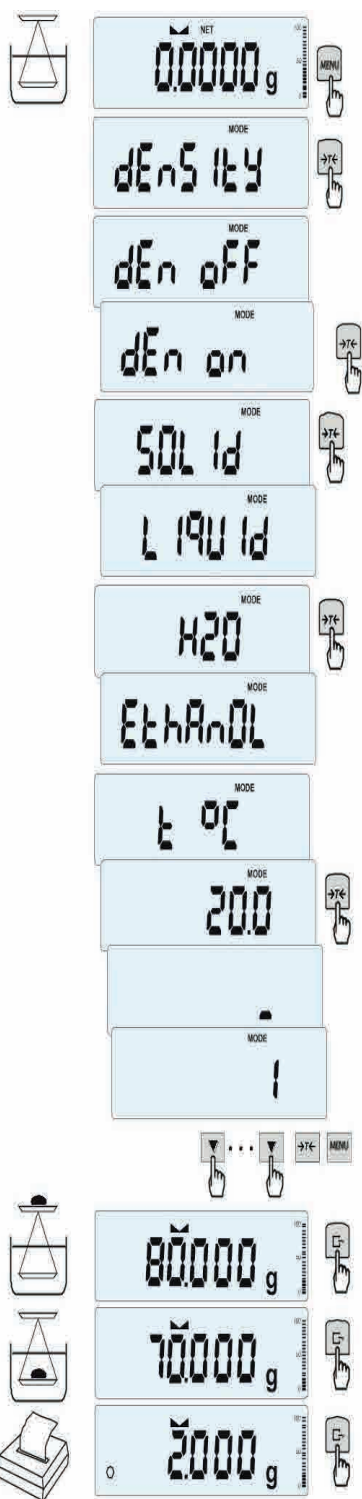 NET
0.0000 g
MENU
MODE
dEnSItY
→T←
MODE
dEn oFF
MODE
dEn on
→T←
MODE
SOLId
→T←
MODE
LIqUId
MODE
H2O
→T←
MODE
EthAnOL
MODE
t °C
MODE
20.0
→T←
-
MODE
1
▼ ... ▼ →T← MENU
80.000 g
70.000 g
2.000 g